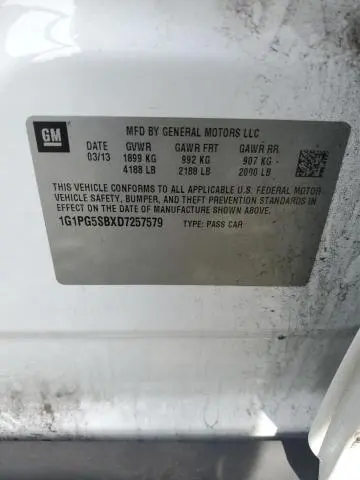 GM
MFD BY GENERAL MOTORS LLC
DATE GVWR GAWR FRT GAWR RR
03/13 1899 KG 992 KG 907 KG
4188 LB 2188 LB 2000 LB
THIS VEHICLE CONFORMS TO ALL APPLICABLE U.S. FEDERAL MOTOR
VEHICLE SAFETY, BUMPER, AND THEFT PREVENTION STANDARDS IN
EFFECT ON THE DATE OF MANUFACTURE SHOWN ABOVE.
1G1PG5SBXD7257579 TYPE: PASS CAR